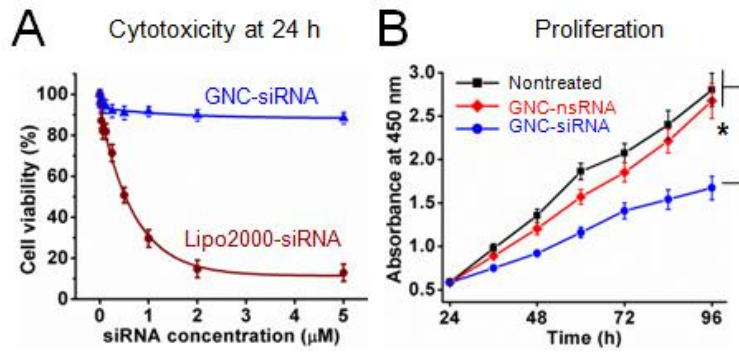 A Cytotoxicity at 24 h
GNC-siRNA
Lipo2000-siRNA
Cell viability (%)
100
80
60
40
20
0
0 1 2 3 4 5
siRNA concentration (μM)
B Proliferation
Nontreated
GNC-nsRNA
GNC-siRNA
*
Absorbance at 450 nm
3.0
2.5
2.0
1.5
1.0
0.5
24 48 72 96
Time (h)